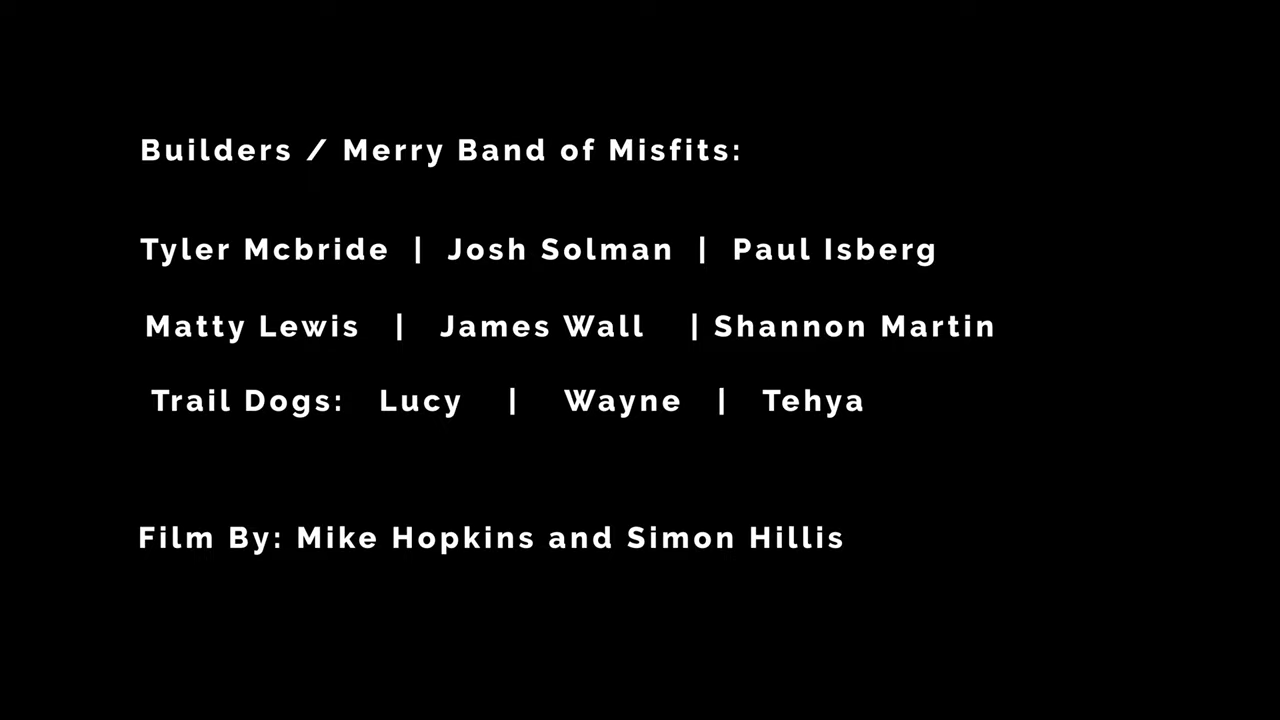 Builders / Merry Band of Misfits:
Tyler Mcbride | Josh Solman | Paul Isberg
Matty Lewis | James Wall | Shannon Martin
Trail Dogs: Lucy | Wayne | Tehya
Film By: Mike Hopkins and Simon Hillis